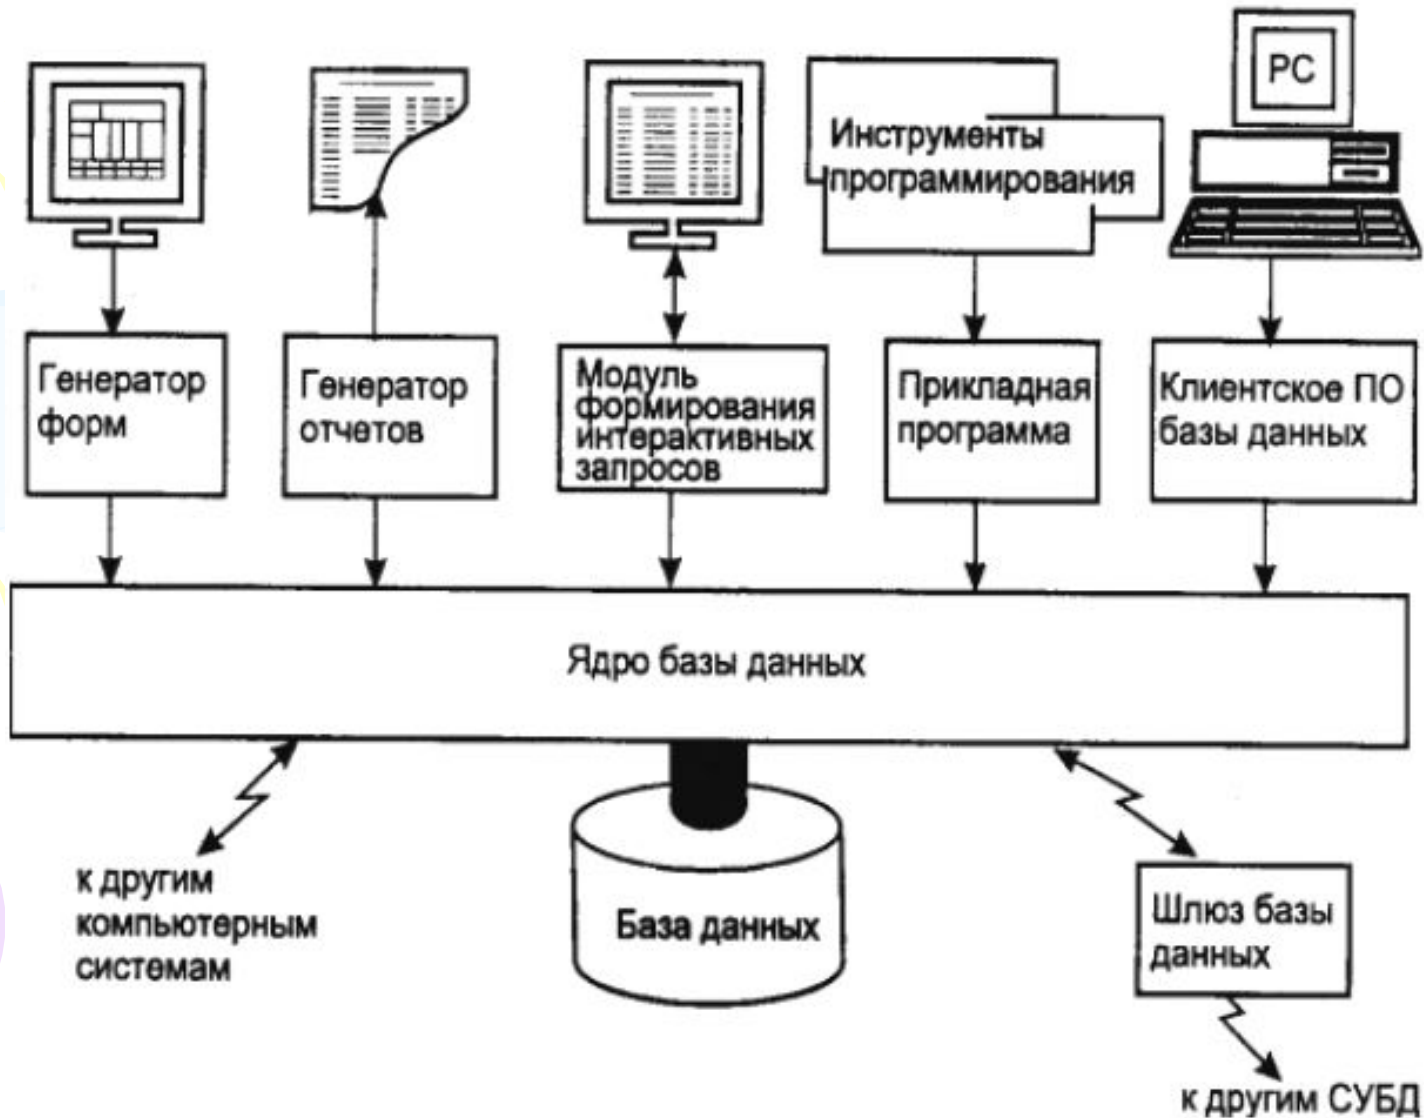 PC
Инструменты
программирования
Генератор
форм
Генератор
отчетов
Модуль
формирования
интерактивных
запросов
Прикладная
программа
Клиентское ПО
базы данных
Ядро базы данных
к другим
компьютерным
системам
База данных
Шлюз базы
данных
к другим СУБД